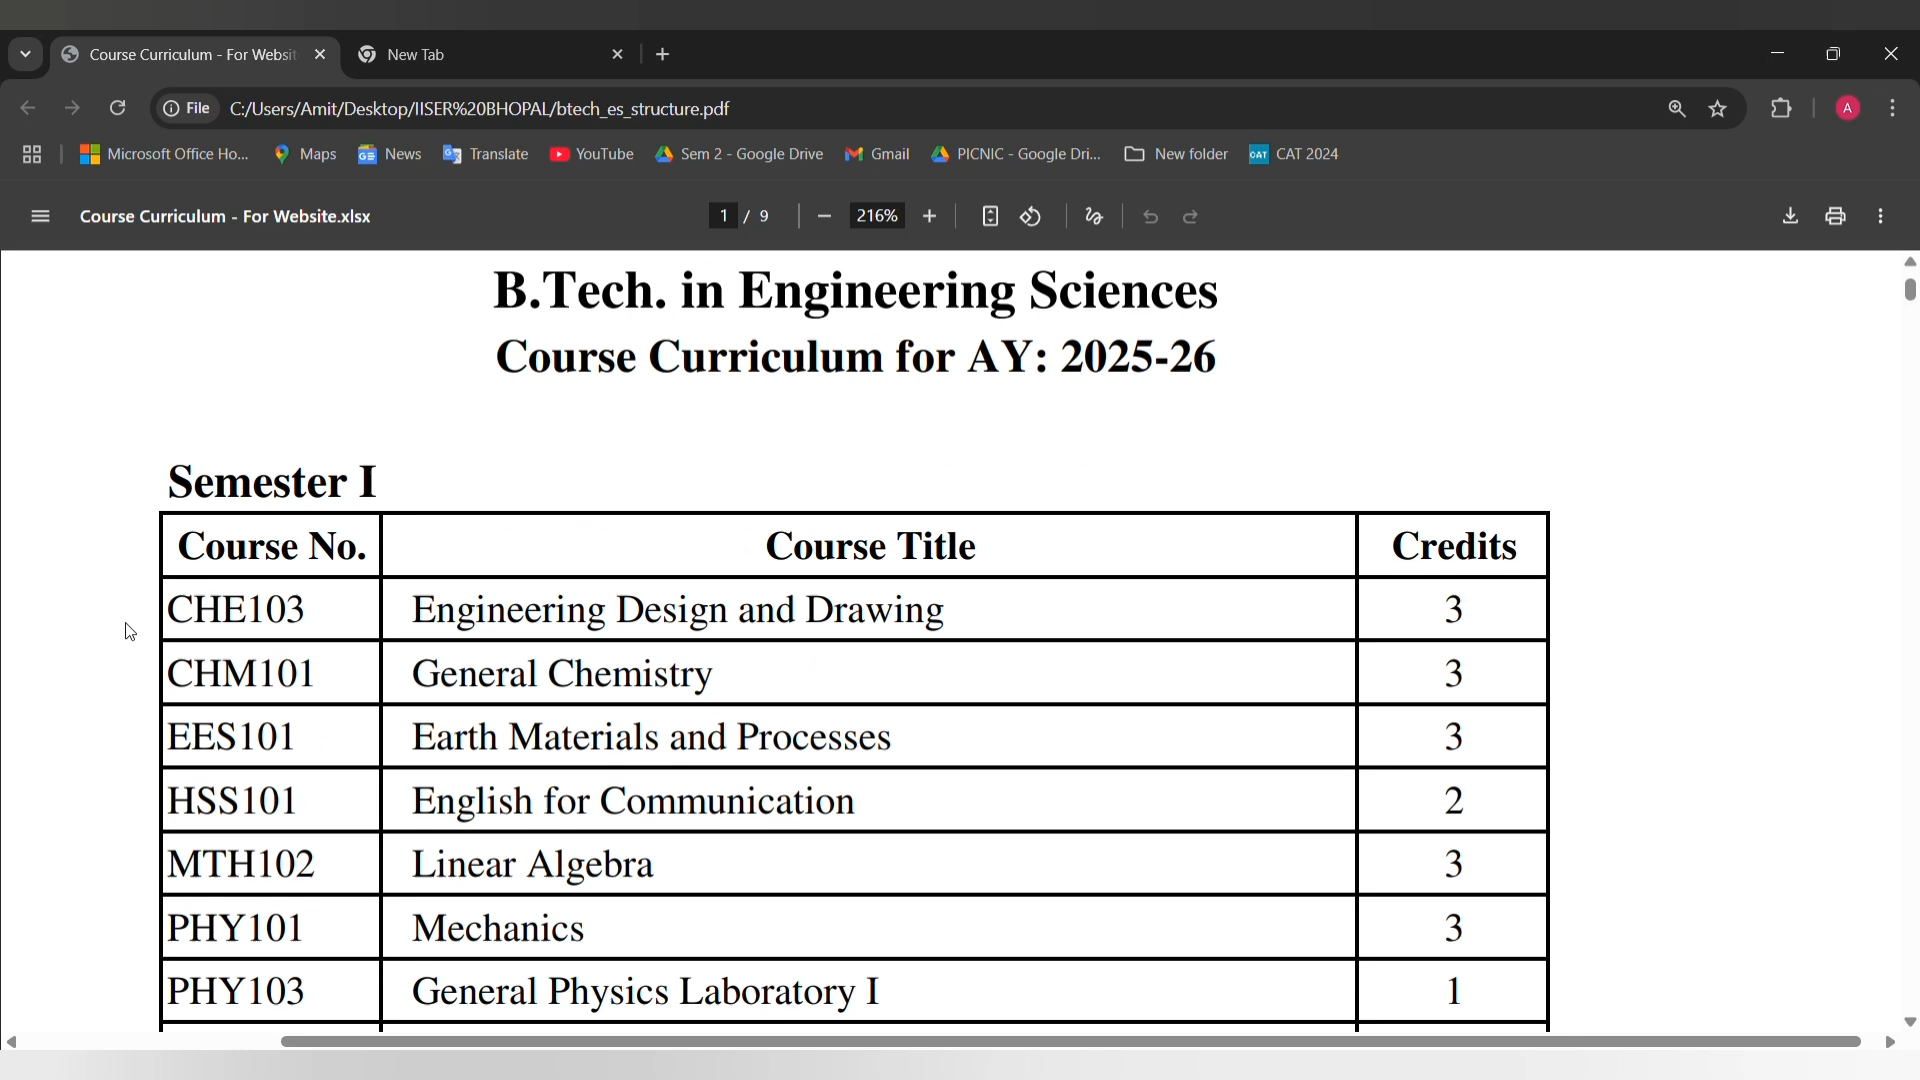 Course Curriculum - For Websit
New Tab
File C:/Users/Amit/Desktop/IISER%20BHOPAL/btech_es_structure.pdf
A
Microsoft Office Ho... Maps News Translate YouTube Sem 2 - Google Drive Gmail PICNIC - Google Dri... New folder CAT CAT 2024
Course Curriculum - For Website.xlsx 1 / 9 216%
B.Tech. in Engineering Sciences
Course Curriculum for AY: 2025-26
Semester I
Course No. Course Title Credits
CHE103 Engineering Design and Drawing 3
CHM101 General Chemistry 3
EES101 Earth Materials and Processes 3
HSS101 English for Communication 2
MTH102 Linear Algebra 3
PHY101 Mechanics 3
PHY103 General Physics Laboratory I 1